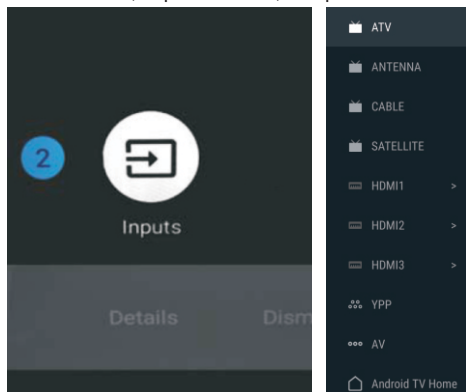 2
Inputs
Details
Dism
ATV
ANTENNA
CABLE
SATELLITE
HDMI1 >
HDMI2 >
HDMI3 >
YPP
AV
Android TV Home